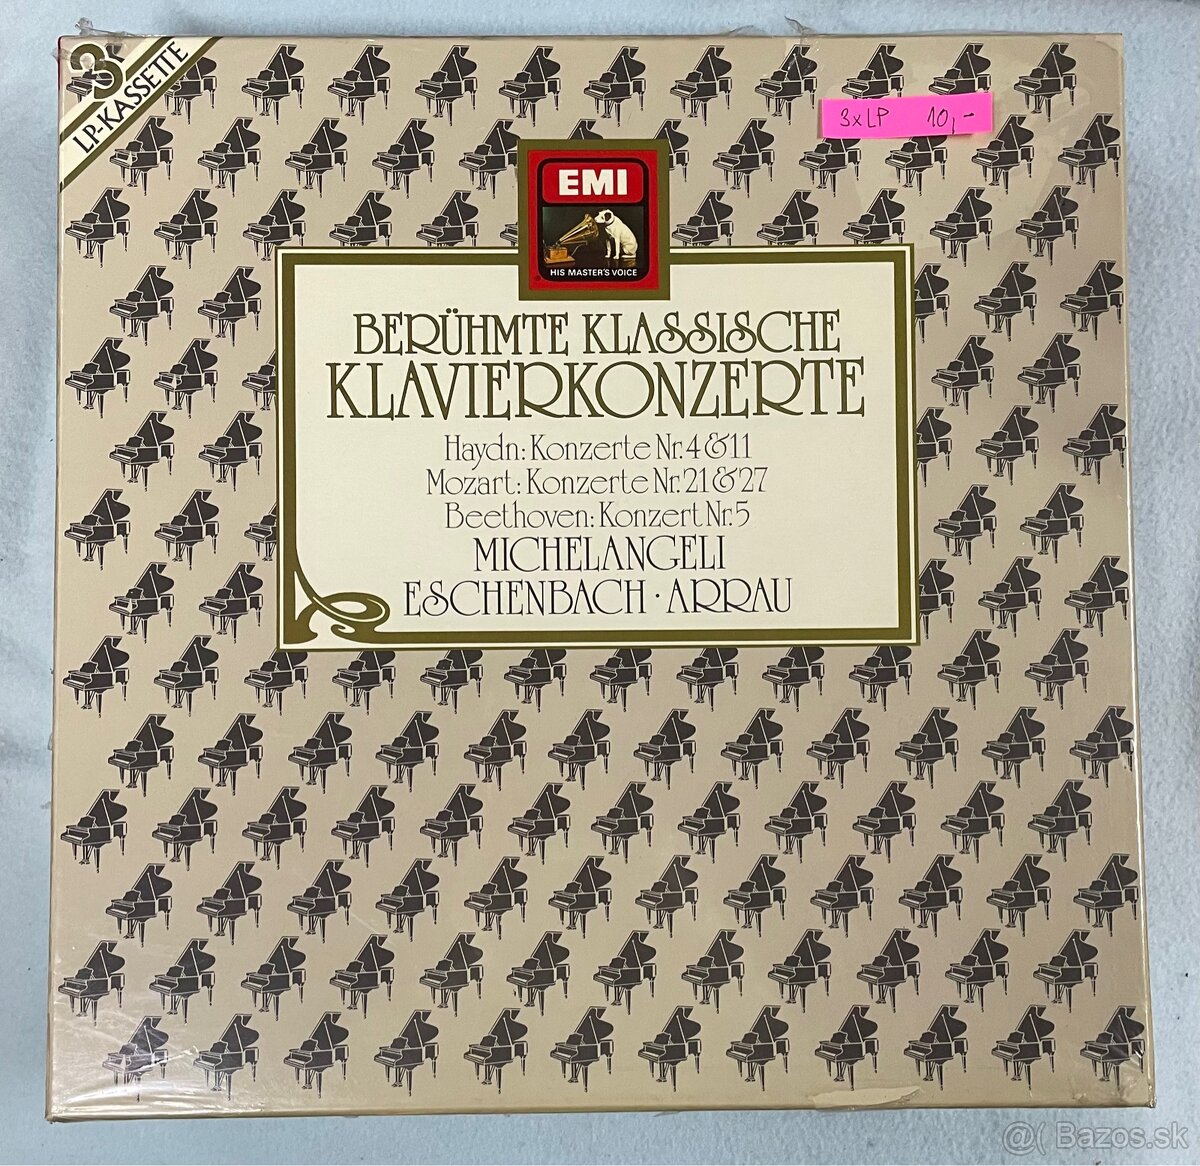 3
LP-KASSETTE
3xLP 10,-
EMI
HIS MASTER'S VOICE
BERÜHMTE KLASSISCHE
KLAVIERKONZERTE
Haydn: Konzerte Nr. 4 & 11
Mozart: Konzerte Nr. 21 & 27
Beethoven: Konzert Nr. 5
MICHELANGELI
ESCHENBACH · ARRAU
@( Bazos.sk